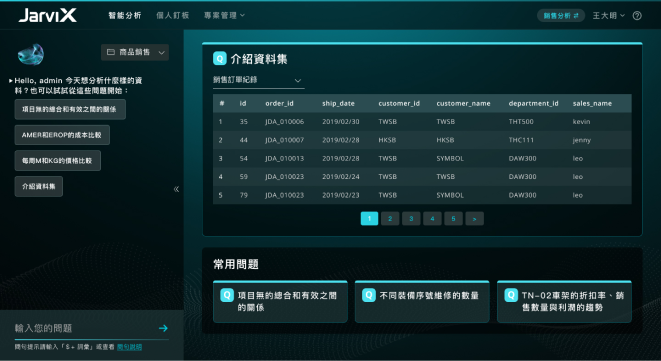 JarviX 智能分析 個人釘板 專案管理 銷售分析 王大明
商品銷售
Hello, admin 今天想分析什麼樣的資
料？也可以試試從這些問題開始：
項目無的總合和有效之間的關係
AMER和EROP的成本比較
每周M和KG的價格比較
介紹資料集
«
輸入您的問題
問句提示請輸入「$ + 詞彙」或查看 問句說明
Q 介紹資料集
銷售訂單紀錄
# id order_id ship_date customer_id customer_name department_id sales_name
1 35 JDA_010006 2019/02/30 TWSB TWSB THT500 kevin
2 44 JDA_010007 2019/02/28 HKSB HKSB THC111 jenny
3 54 JDA_010013 2019/02/28 TWSB SYMBOL DAW300 leo
4 59 JDA_010023 2019/02/24 TWSB TWSB DAW300 leo
5 79 JDA_010023 2019/02/23 TWSB SYMBOL DAW300 leo
1 2 3 4 5 >
常用問題
Q 項目無的總合和有效之間
的關係
Q 不同裝備序號維修的數量
Q TN-02車架的折扣率、銷
售數量與利潤的趨勢